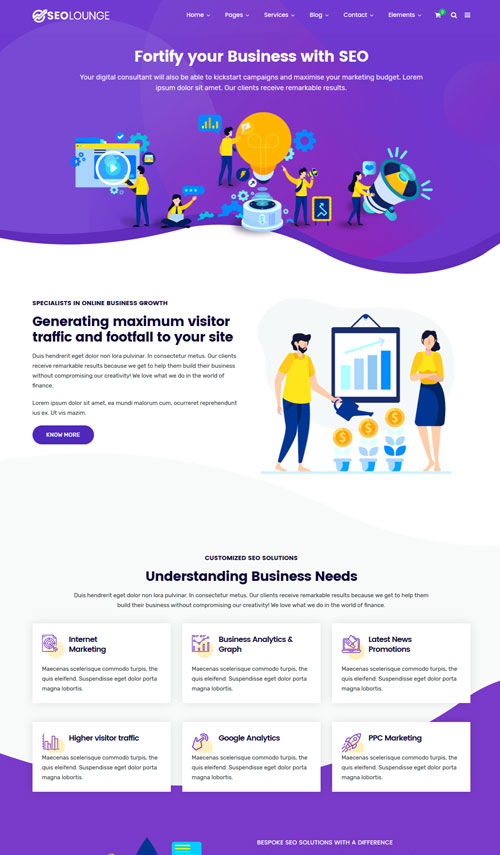 SEOLOUNGE
Home Pages Services Blog Contact Elements 0
Fortify your Business with SEO
Your digital consultant will also be able to kickstart campaigns and maximise your marketing budget. Lorem
ipsum dolor sit amet. Our clients receive remarkable results.
SPECIALISTS IN ONLINE BUSINESS GROWTH
Generating maximum visitor
traffic and footfall to your site
Duis hendrerit eget dolor non lora pulvinar. In consectetur metus. Our clients
receive remarkable results because we get to help them build their business
without compromising our creativity! We love what we do in the world of
finance.
Lorem ipsum dolor sit amet, ea mundi malorum cum, ocurreret reprehendunt
ius ex. Ut vis mazim.
KNOW MORE
CUSTOMIZED SEO SOLUTIONS
Understanding Business Needs
Duis hendrerit eget dolor non lora pulvinar. In consectetur metus. Our clients receive remarkable results because we get to help them
build their business without compromising our creativity! We love what we do in the world of finance.
Internet
Marketing
Maecenas scelerisque commodo turpis, the
quis eleifend. Suspendisse eget dolor porta
magna lobortis.
Business Analytics &
Graph
Maecenas scelerisque commodo turpis, the
quis eleifend. Suspendisse eget dolor porta
magna lobortis.
Latest News
Promotions
Maecenas scelerisque commodo turpis, the
quis eleifend. Suspendisse eget dolor porta
magna lobortis.
Higher visitor traffic
Maecenas scelerisque commodo turpis, the
quis eleifend. Suspendisse eget dolor porta
magna lobortis.
Google Analytics
Maecenas scelerisque commodo turpis, the
quis eleifend. Suspendisse eget dolor porta
magna lobortis.
PPC Marketing
Maecenas scelerisque commodo turpis, the
quis eleifend. Suspendisse eget dolor porta
magna lobortis.
BESPOKE SEO SOLUTIONS WITH A DIFFERENCE